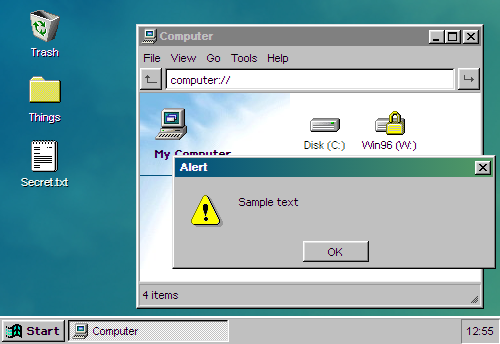 Trash
Things
Secret.txt
Computer
File View Go Tools Help
computer://
My Computer
Disk (C:)
Win96 (W:)
Alert
Sample text
OK
4 items
Start
Computer
12:55